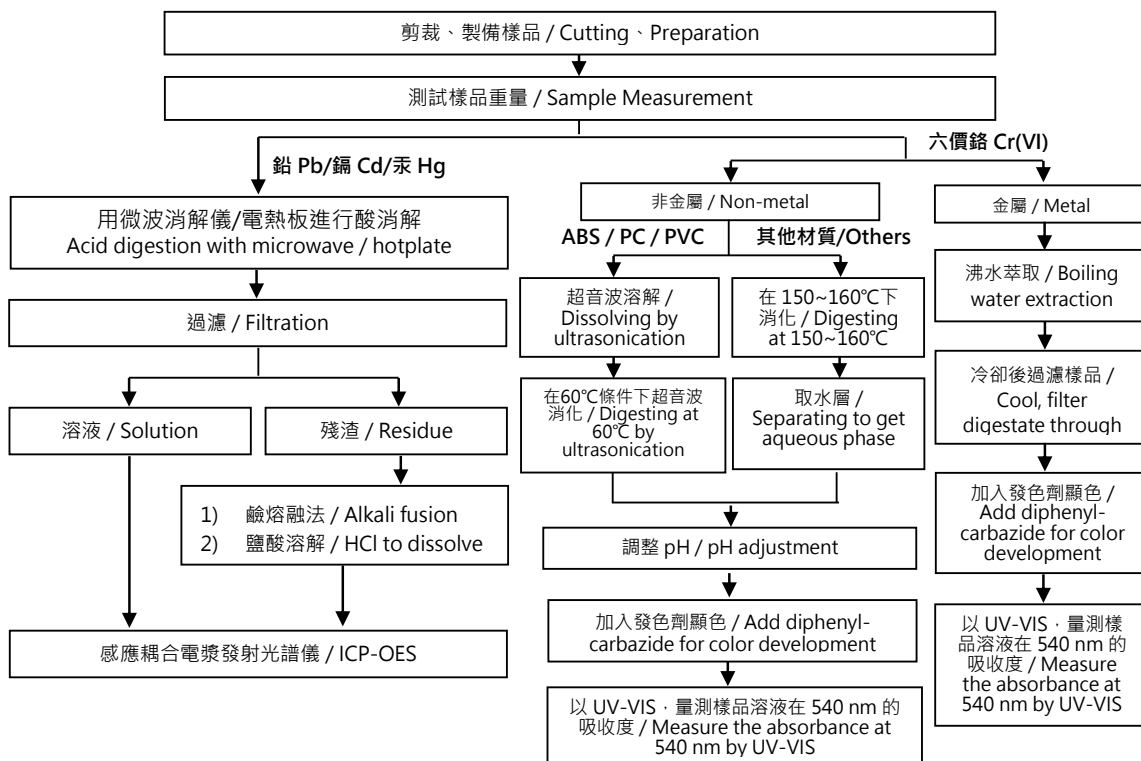 剪裁、製備樣品 / Cutting、Preparation
測試樣品重量 / Sample Measurement
鉛 Pb/鎘 Cd/汞 Hg
用微波消解儀/電熱板進行酸消解
Acid digestion with microwave / hotplate
過濾 / Filtration
溶液 / Solution
殘渣 / Residue
1) 鹼熔融法 / Alkali fusion
2) 鹽酸溶解 / HCl to dissolve
感應耦合電漿發射光譜儀 / ICP-OES
六價鉻 Cr(VI)
非金屬 / Non-metal
ABS / PC / PVC
其他材質/Others
超音波溶解 /
Dissolving by
ultrasonication
在60℃條件下超音波
消化 / Digesting at
60℃ by
ultrasonication
在 150~160℃下
消化 / Digesting
at 150~160℃
取水層 /
Separating to get
aqueous phase
調整 pH / pH adjustment
加入發色劑顯色 / Add diphenyl-
carbazide for color development
以 UV-VIS，量測樣品溶液在 540 nm 的
吸收度 / Measure the absorbance at
540 nm by UV-VIS
金屬 / Metal
沸水萃取 / Boiling
water extraction
冷卻後過濾樣品 /
Cool, filter
digestate through
加入發色劑顯色 /
Add diphenyl-
carbazide for color
development
以 UV-VIS，量測樣
品溶液在 540 nm 的
吸收度 / Measure
the absorbance at
540 nm by UV-VIS